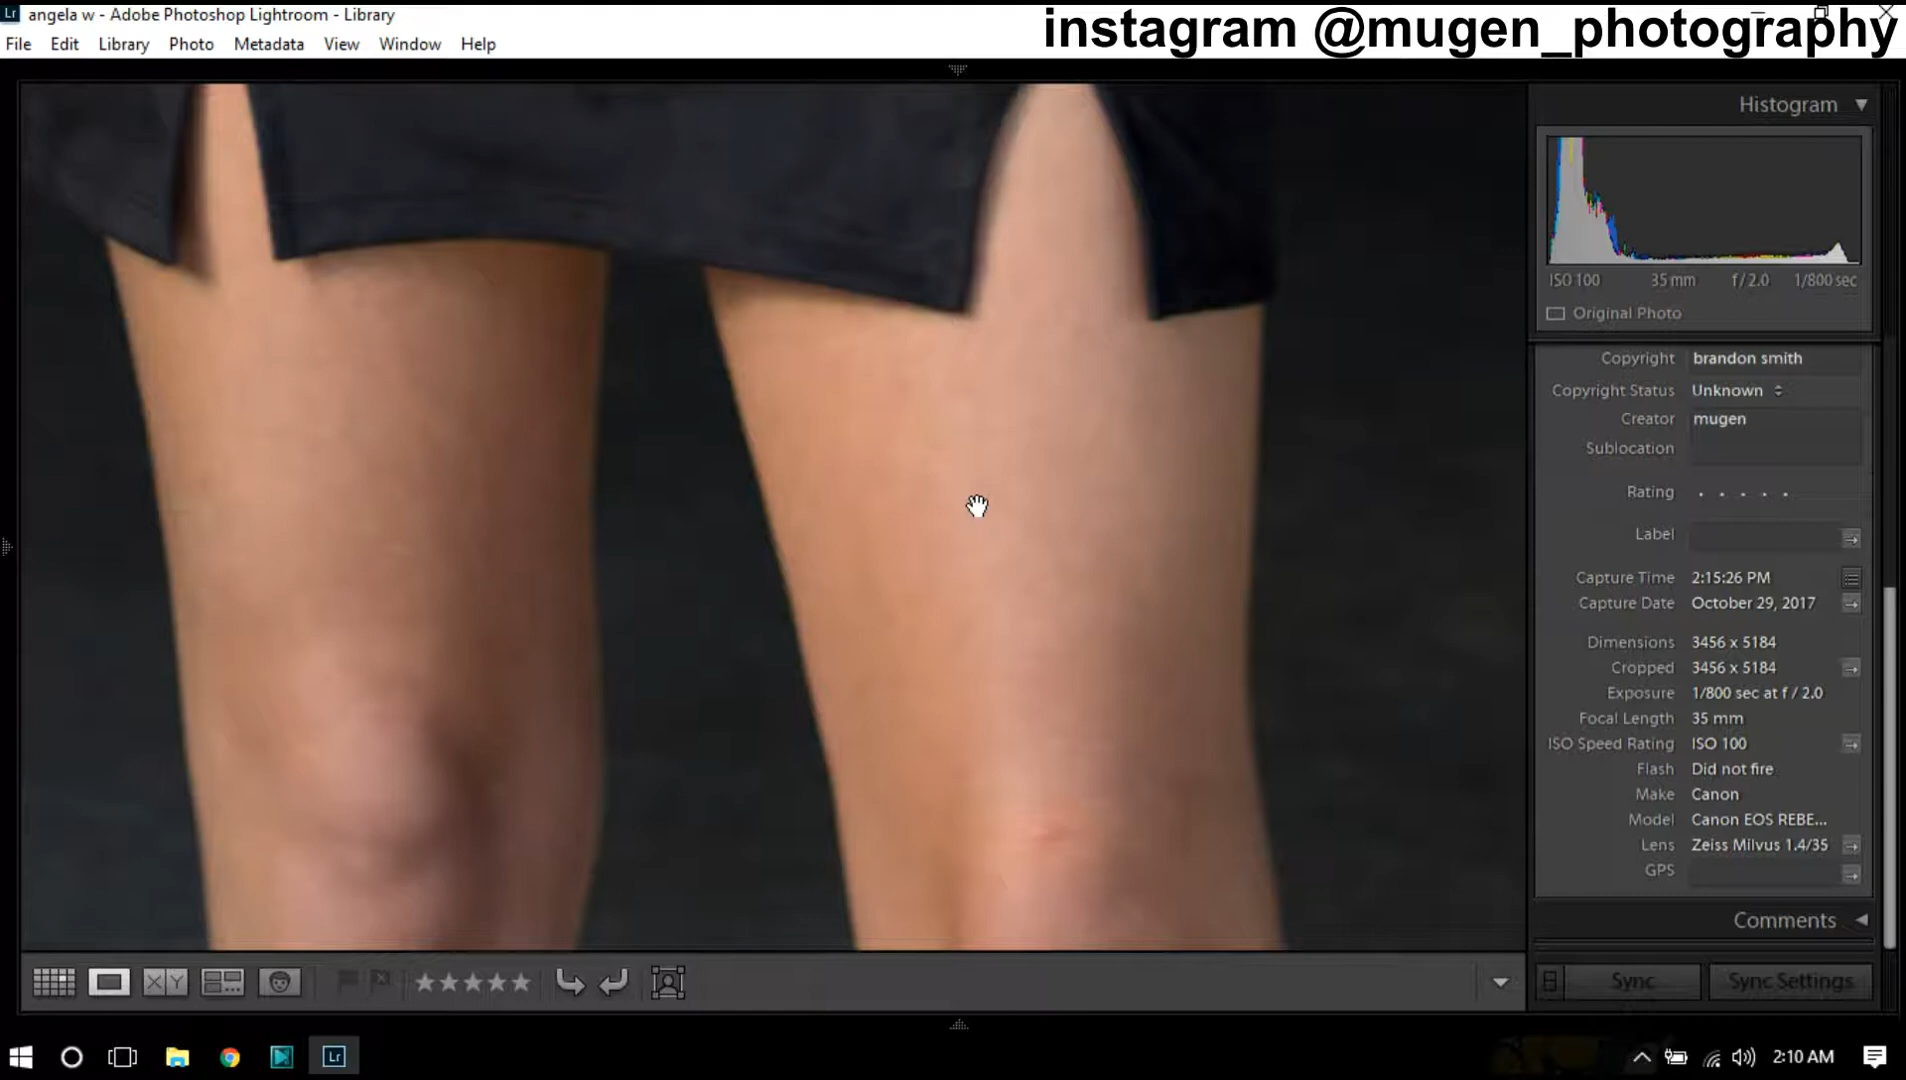 angela w - Adobe Photoshop Lightroom - Library
instagram @mugen_photography
File Edit Library Photo Metadata View Window Help
Histogram
ISO 100 35 mm f / 2.0 1/800 sec
Original Photo
Copyright brandon smith
Copyright Status Unknown
Creator mugen
Sublocation
Rating
Label
Capture Time 2:15:26 PM
Capture Date October 29, 2017
Dimensions 3456 x 5184
Cropped 3456 x 5184
Exposure 1/800 sec at f / 2.0
Focal Length 35 mm
ISO Speed Rating ISO 100
Flash Did not fire
Make Canon
Model Canon EOS REBE...
Lens Zeiss Milvus 1.4/35
GPS
Comments
X Y
Sync Sync Settings
Lr
2:10 AM